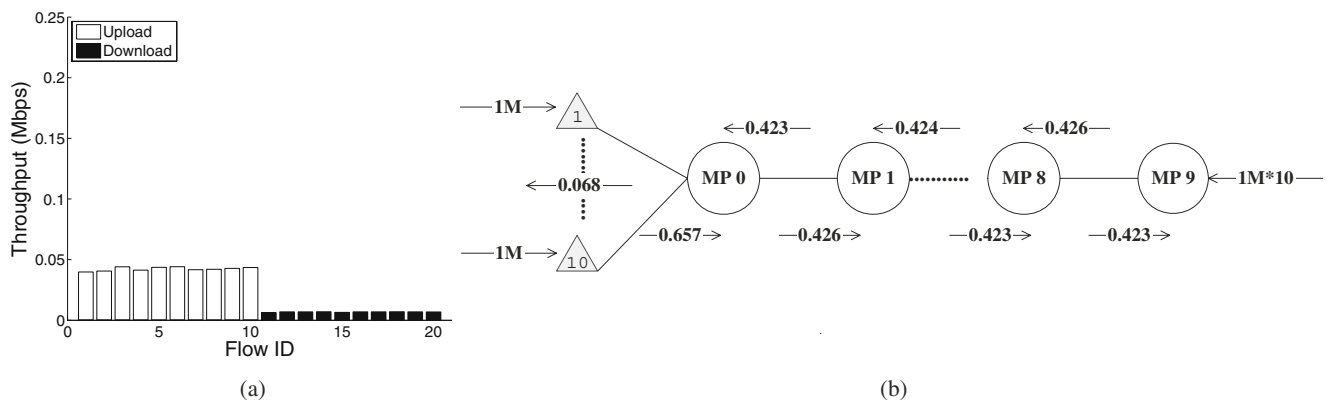 0.25
Upload
Download
0.2
0.15
0.1
0.05
0
Throughput (Mbps)
0 5 10 15 20
Flow ID
(a)
1M
1
0.423 0.424 0.426
0.068
MP 0 MP 1 MP 8 MP 9 1M*10
0.657 0.426 0.423 0.423
1M
10
(b)